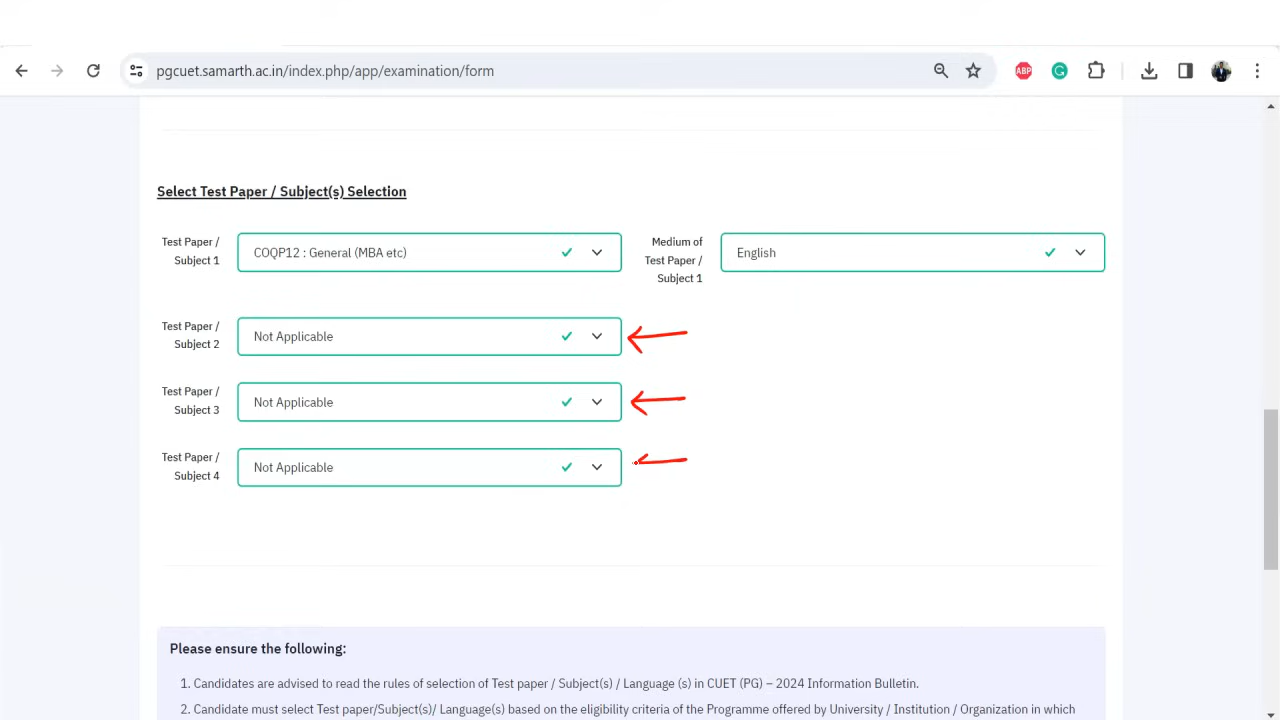 pgcuet.samarth.ac.in/index.php/app/examination/form
ABP
Select Test Paper / Subject(s) Selection
Test Paper /
Subject 1
COQP12 : General (MBA etc)
Medium of
Test Paper /
Subject 1
English
Test Paper /
Subject 2
Not Applicable
Test Paper /
Subject 3
Not Applicable
Test Paper /
Subject 4
Not Applicable
Please ensure the following:
1. Candidates are advised to read the rules of selection of Test paper / Subject(s) / Language (s) in CUET (PG) – 2024 Information Bulletin.
2. Candidate must select Test paper/Subject(s)/ Language(s) based on the eligibility criteria of the Programme offered by University / Institution / Organization in which